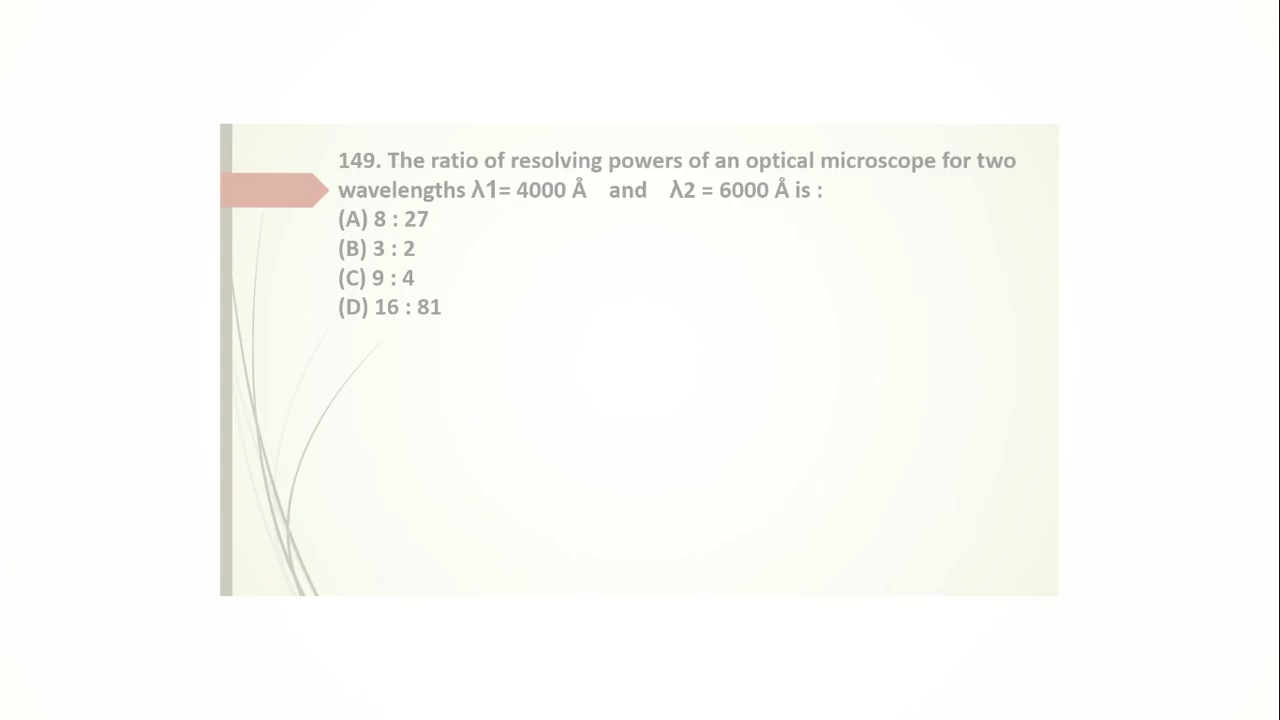 149. The ratio of resolving powers of an optical microscope for two
wavelengths λ1= 4000 Å and λ2 = 6000 Å is :
(A) 8 : 27
(B) 3 : 2
(C) 9 : 4
(D) 16 : 81